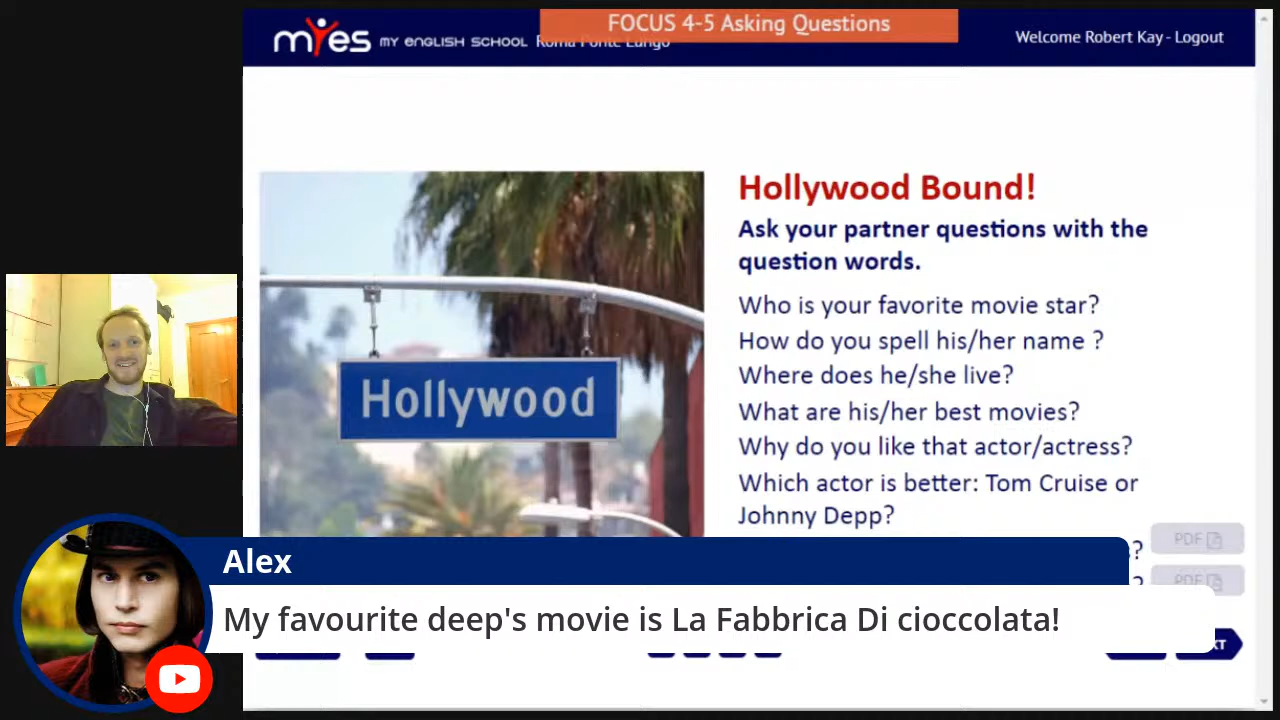 FOCUS 4-5 Asking Questions
myes MY ENGLISH SCHOOL Roma Ponte Lungo
Welcome Robert Kay - Logout
Hollywood Bound!
Ask your partner questions with the
question words.
Who is your favorite movie star?
How do you spell his/her name ?
Where does he/she live?
What are his/her best movies?
Why do you like that actor/actress?
Which actor is better: Tom Cruise or
Johnny Depp?
Hollywood
PDF
PDF
Alex
My favourite deep's movie is La Fabbrica Di cioccolata!